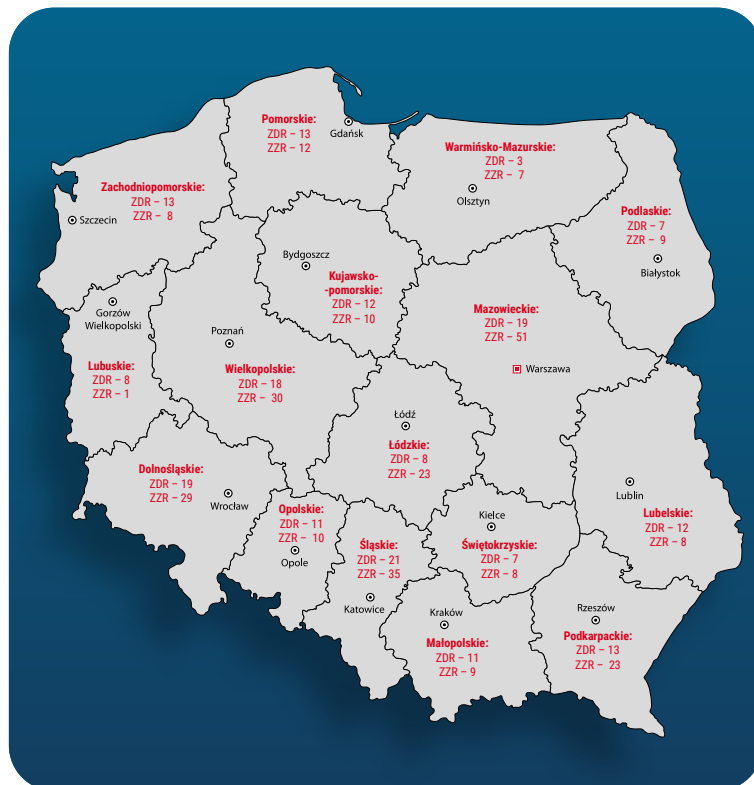 Pomorskie:
ZDR – 13
ZZR – 12
Gdańsk
Warmińsko-Mazurskie:
ZDR – 3
ZZR – 7
Olsztyn
Zachodniopomorskie:
ZDR – 13
ZZR – 8
Szczecin
Podlaskie:
ZDR – 7
ZZR – 9
Białystok
Bydgoszcz
Kujawsko-
-pomorskie:
ZDR – 12
ZZR – 10
Mazowieckie:
ZDR – 19
ZZR – 51
Warszawa
Gorzów
Wielkopolski
Lubuskie:
ZDR – 8
ZZR – 1
Poznań
Wielkopolskie:
ZDR – 18
ZZR – 30
Łódź
Łódzkie:
ZDR – 8
ZZR – 23
Dolnośląskie:
ZDR – 19
ZZR – 29
Wrocław
Opolskie:
ZDR – 11
ZZR – 10
Opole
Śląskie:
ZDR – 21
ZZR – 35
Katowice
Kielce
Świętokrzyskie:
ZDR – 7
ZZR – 8
Lublin
Lubelskie:
ZDR – 12
ZZR – 8
Kraków
Małopolskie:
ZDR – 11
ZZR – 9
Rzeszów
Podkarpackie:
ZDR – 13
ZZR – 23